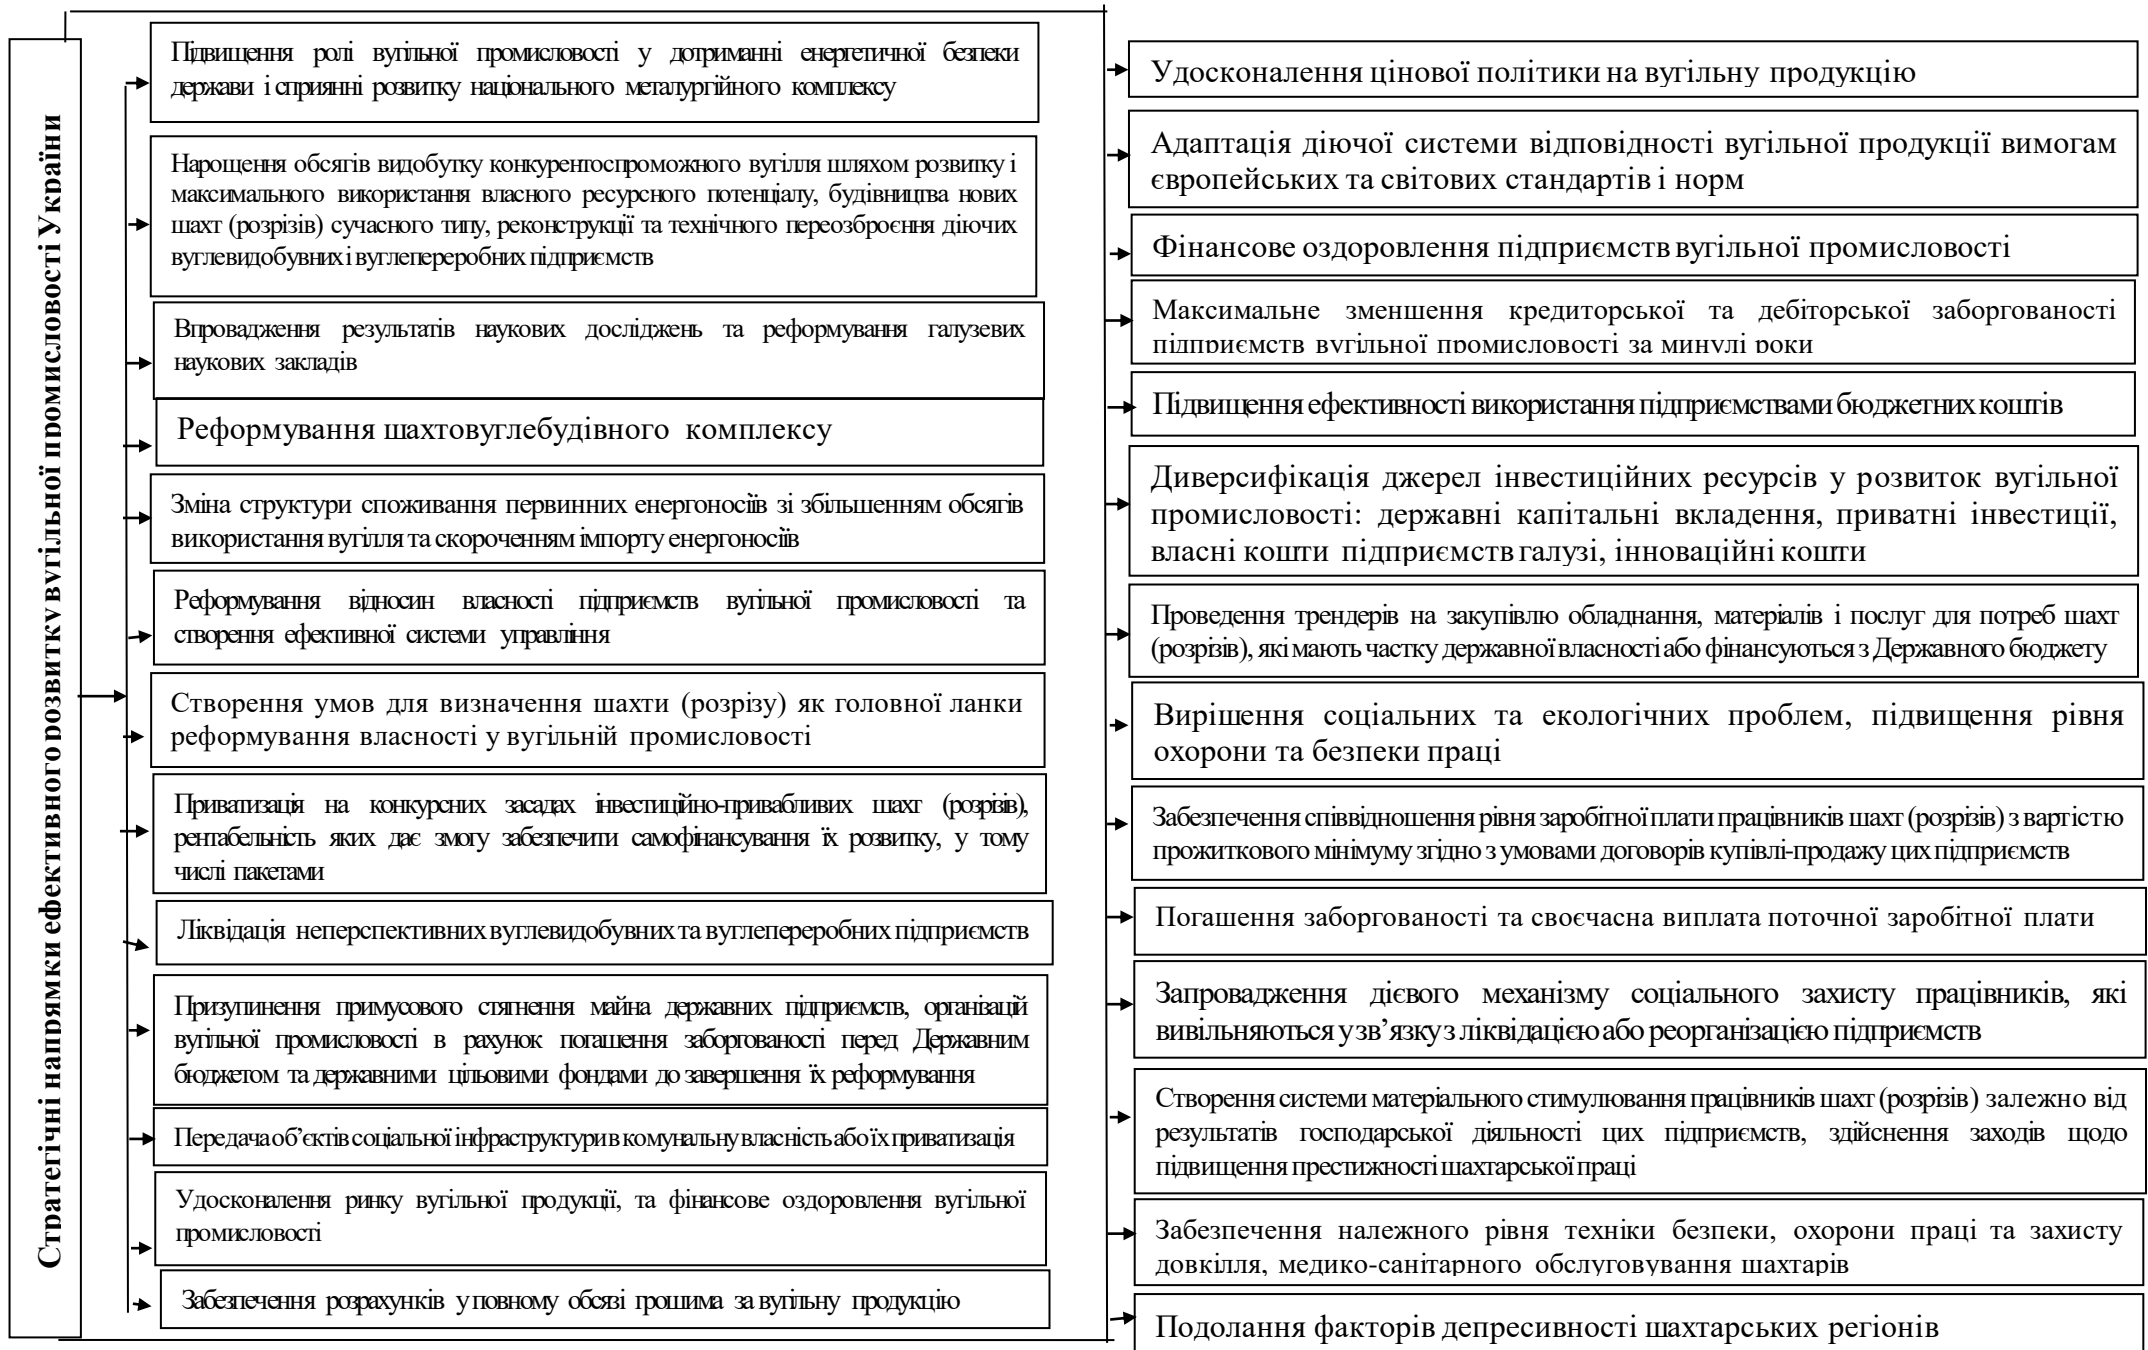 Стратегічні напрямки ефективного розвитку вугільної промисловості України
Підвищення ролі вугільної промисловості у дотриманні енергетичної безпеки
держави і сприянні розвитку національного металургійного комплексу
Нарощення обсягів видобутку конкурентоспроможного вугілля шляхом розвитку і
максимального використання власного ресурсного потенціалу, будівництва нових
шахт (розрізів) сучасного типу, реконструкції та технічного переозброєння діючих
вуглевидобувних і вуглепереробних підприємств
Впровадження результатів наукових досліджень та реформування галузевих
наукових закладів
Реформування шахтовуглебудівного комплексу
Зміна структури споживання первинних енергоносіїв зі збільшенням обсягів
використання вугілля та скороченням імпорту енергоносіїв
Реформування відносин власності підприємств вугільної промисловості та
створення ефективної системи управління
Створення умов для визначення шахти (розрізу) як головної ланки
реформування власності у вугільній промисловості
Приватизація на конкурсних засадах інвестиційно-привабливих шахт (розрізів),
рентабельність яких дає змогу забезпечити самофінансування їх розвитку, у тому
числі пакетами
Ліквідація неперспективних вуглевидобувних та вуглепереробних підприємств
Призупинення примусового стягнення майна державних підприємств, організацій
вугільної промисловості в рахунок погашення заборгованості перед Державним
бюджетом та державними цільовими фондами до завершення їх реформування
Передача об’єктів соціальної інфраструктури в комунальну власність або їх приватизація
Удосконалення ринку вугільної продукції, та фінансове оздоровлення вугільної
промисловості
Забезпечення розрахунків у повному обсязі грошима за вугільну продукцію
Удосконалення цінової політики на вугільну продукцію
Адаптація діючої системи відповідності вугільної продукції вимогам
європейських та світових стандартів і норм
Фінансове оздоровлення підприємств вугільної промисловості
Максимальне зменшення кредиторської та дебіторської заборгованості
підприємств вугільної промисловості за минулі роки
Підвищення ефективності використання підприємствами бюджетних коштів
Диверсифікація джерел інвестиційних ресурсів у розвиток вугільної
промисловості: державні капітальні вкладення, приватні інвестиції,
власні кошти підприємств галузі, інноваційні кошти
Проведення трендерів на закупівлю обладнання, матеріалів і послуг для потреб шахт
(розрізів), які мають частку державної власності або фінансуються з Державного бюджету
Вирішення соціальних та екологічних проблем, підвищення рівня
охорони та безпеки праці
Забезпечення співвідношення рівня заробітної плати працівників шахт (розрізів) з вартістю
прожиткового мінімуму згідно з умовами договорів купівлі-продажу цих підприємств
Погашення заборгованості та своєчасна виплата поточної заробітної плати
Запровадження дієвого механізму соціального захисту працівників, які
вивільняються у зв’язку з ліквідацією або реорганізацією підприємств
Створення системи матеріального стимулювання працівників шахт (розрізів) залежно від
результатів господарської діяльності цих підприємств, здійснення заходів щодо
підвищення престижності шахтарської праці
Забезпечення належного рівня техніки безпеки, охорони праці та захисту
довкілля, медико-санітарного обслуговування шахтарів
Подолання факторів депресивності шахтарських регіонів